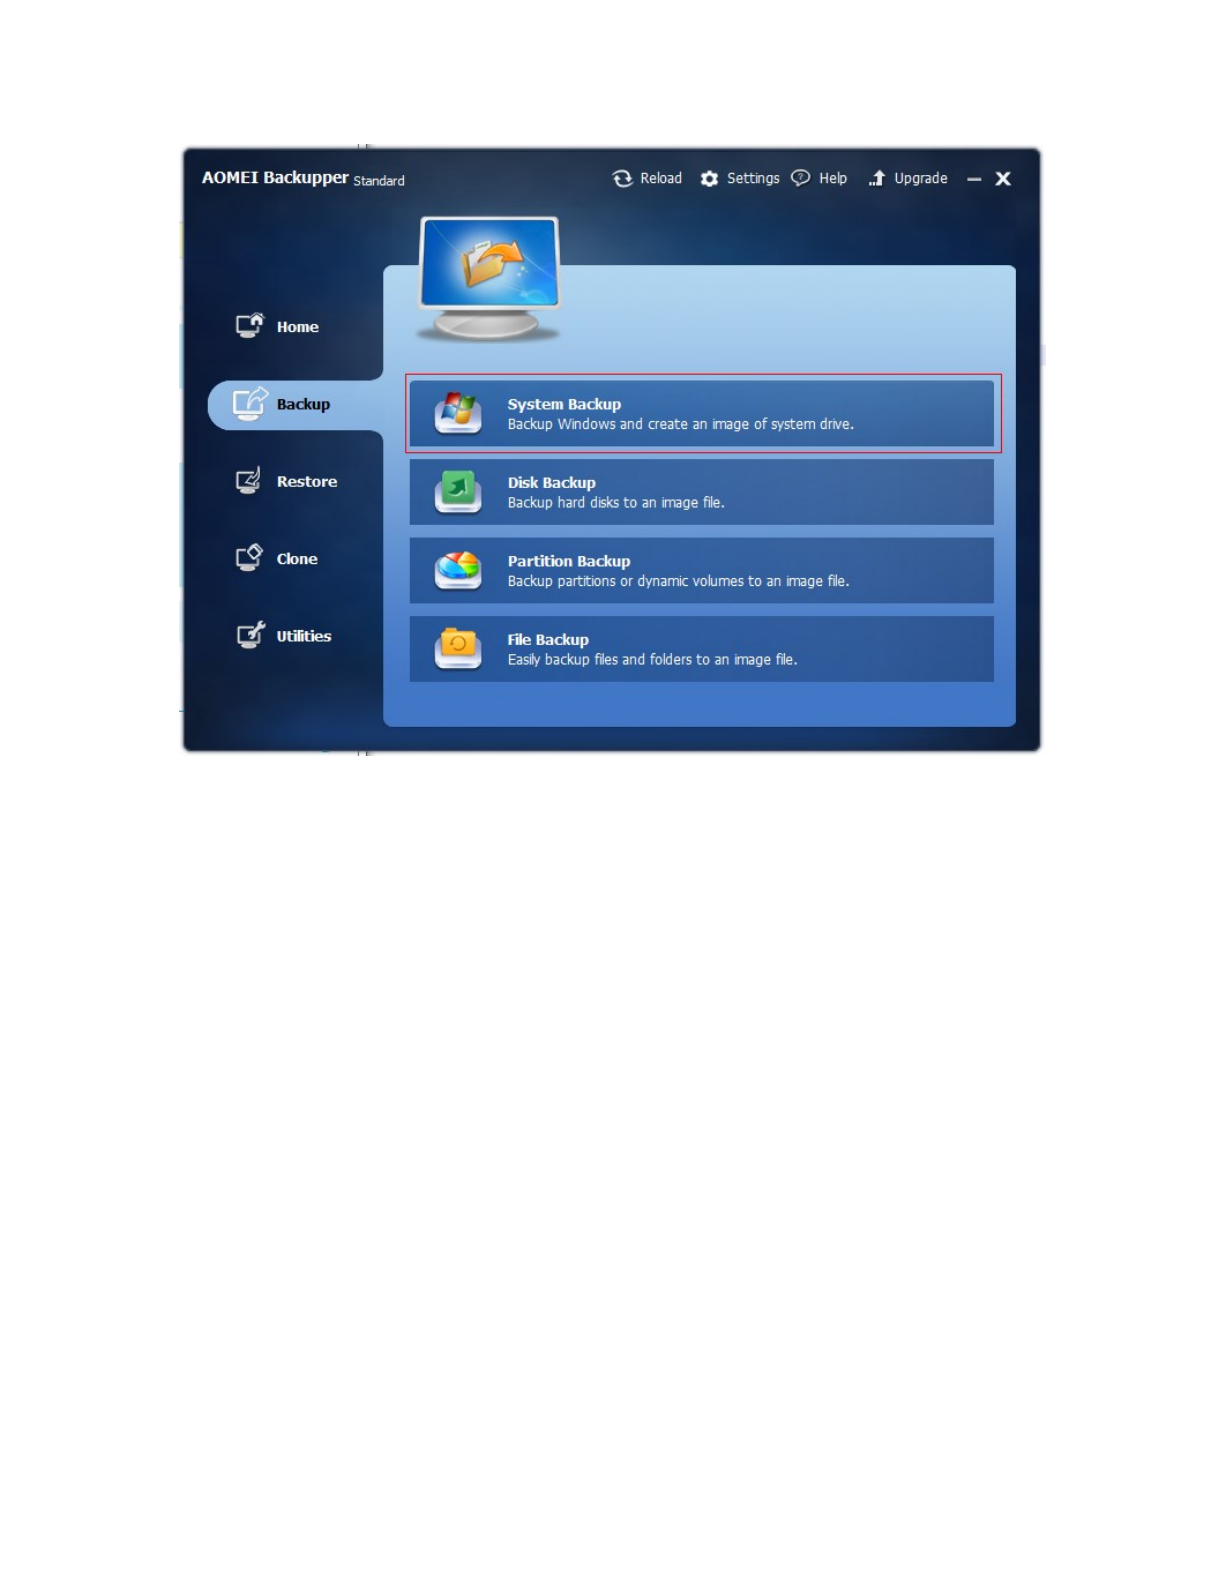 AOMEI Backupper Standard
Reload Settings Help Upgrade
Home
Backup
Restore
Clone
Utilities
System Backup
Backup Windows and create an image of system drive.
Disk Backup
Backup hard disks to an image file.
Partition Backup
Backup partitions or dynamic volumes to an image file.
File Backup
Easily backup files and folders to an image file.